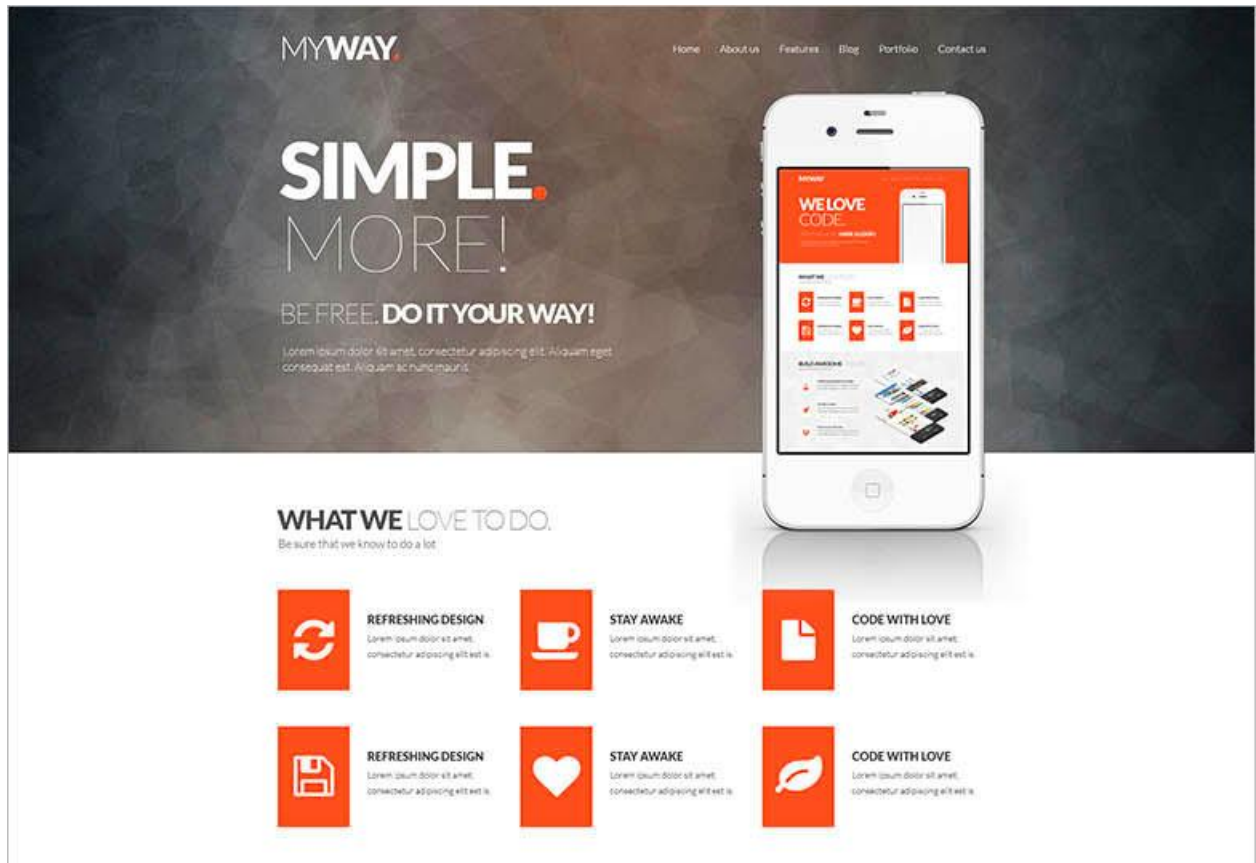 MYWAY.
Home About us Features Blog Portfolio Contact us
SIMPLE.
MORE!
BE FREE. DO IT YOUR WAY!
Lorem ipsum dolor sit amet, consectetur adipiscing elit. Aliquam eget
consequat est. Aliquam ac nunc mauris.
MYWAY
WE LOVE
CODE.
WHAT WE
BUILD AWESOME
WHAT WE LOVE TO DO.
Be sure that we know to do a lot
REFRESHING DESIGN
Lorem ipsum dolor sit amet,
consectetur adipiscing elit est is.
STAY AWAKE
Lorem ipsum dolor sit amet,
consectetur adipiscing elit est is.
CODE WITH LOVE
Lorem ipsum dolor sit amet,
consectetur adipiscing elit est is.
REFRESHING DESIGN
Lorem ipsum dolor sit amet,
consectetur adipiscing elit est is.
STAY AWAKE
Lorem ipsum dolor sit amet,
consectetur adipiscing elit est is.
CODE WITH LOVE
Lorem ipsum dolor sit amet,
consectetur adipiscing elit est is.